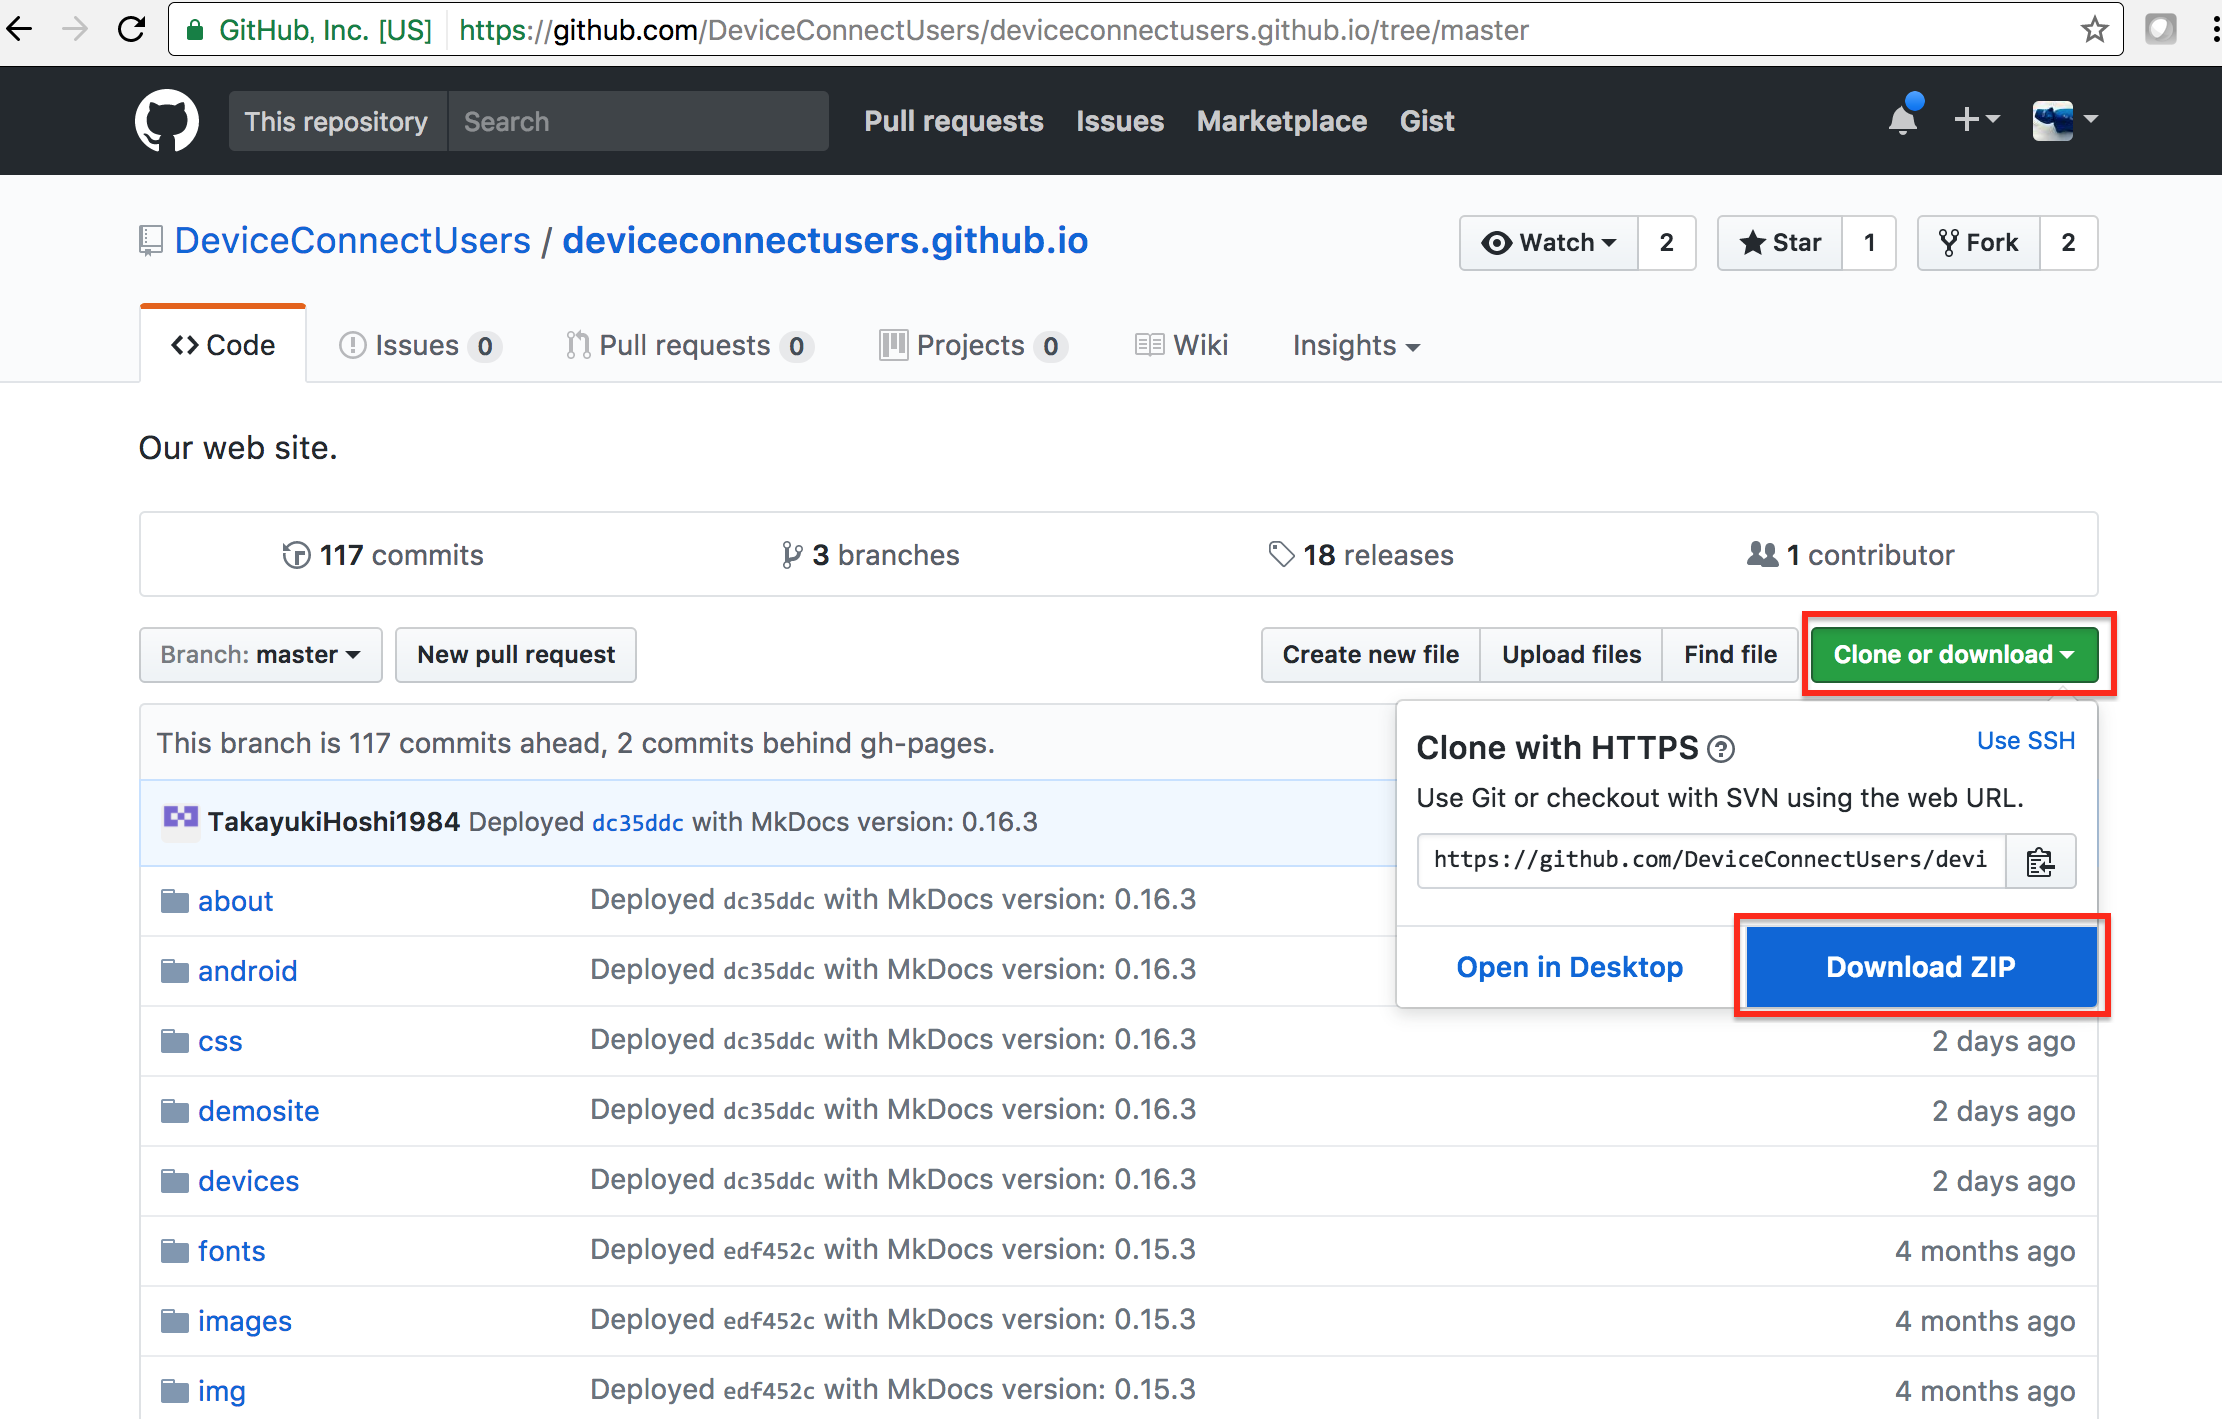 GitHub, Inc. [US] https://github.com/DeviceConnectUsers/deviceconnectusers.github.io/tree/master
This repository Search Pull requests Issues Marketplace Gist
DeviceConnectUsers / deviceconnectusers.github.io Watch 2 Star 1 Fork 2
Code Issues 0 Pull requests 0 Projects 0 Wiki Insights
Our web site.
117 commits 3 branches 18 releases 1 contributor
Branch: master New pull request Create new file Upload files Find file Clone or download
This branch is 117 commits ahead, 2 commits behind gh-pages.
Clone with HTTPS Use SSH
Use Git or checkout with SVN using the web URL.
https://github.com/DeviceConnectUsers/devi
Open in Desktop Download ZIP
TakayukiHoshi1984 Deployed dc35ddc with MkDocs version: 0.16.3
about Deployed dc35ddc with MkDocs version: 0.16.3
android Deployed dc35ddc with MkDocs version: 0.16.3
css Deployed dc35ddc with MkDocs version: 0.16.3 2 days ago
demosite Deployed dc35ddc with MkDocs version: 0.16.3 2 days ago
devices Deployed dc35ddc with MkDocs version: 0.16.3 2 days ago
fonts Deployed edf452c with MkDocs version: 0.15.3 4 months ago
images Deployed edf452c with MkDocs version: 0.15.3 4 months ago
img Deployed edf452c with MkDocs version: 0.15.3 4 months ago